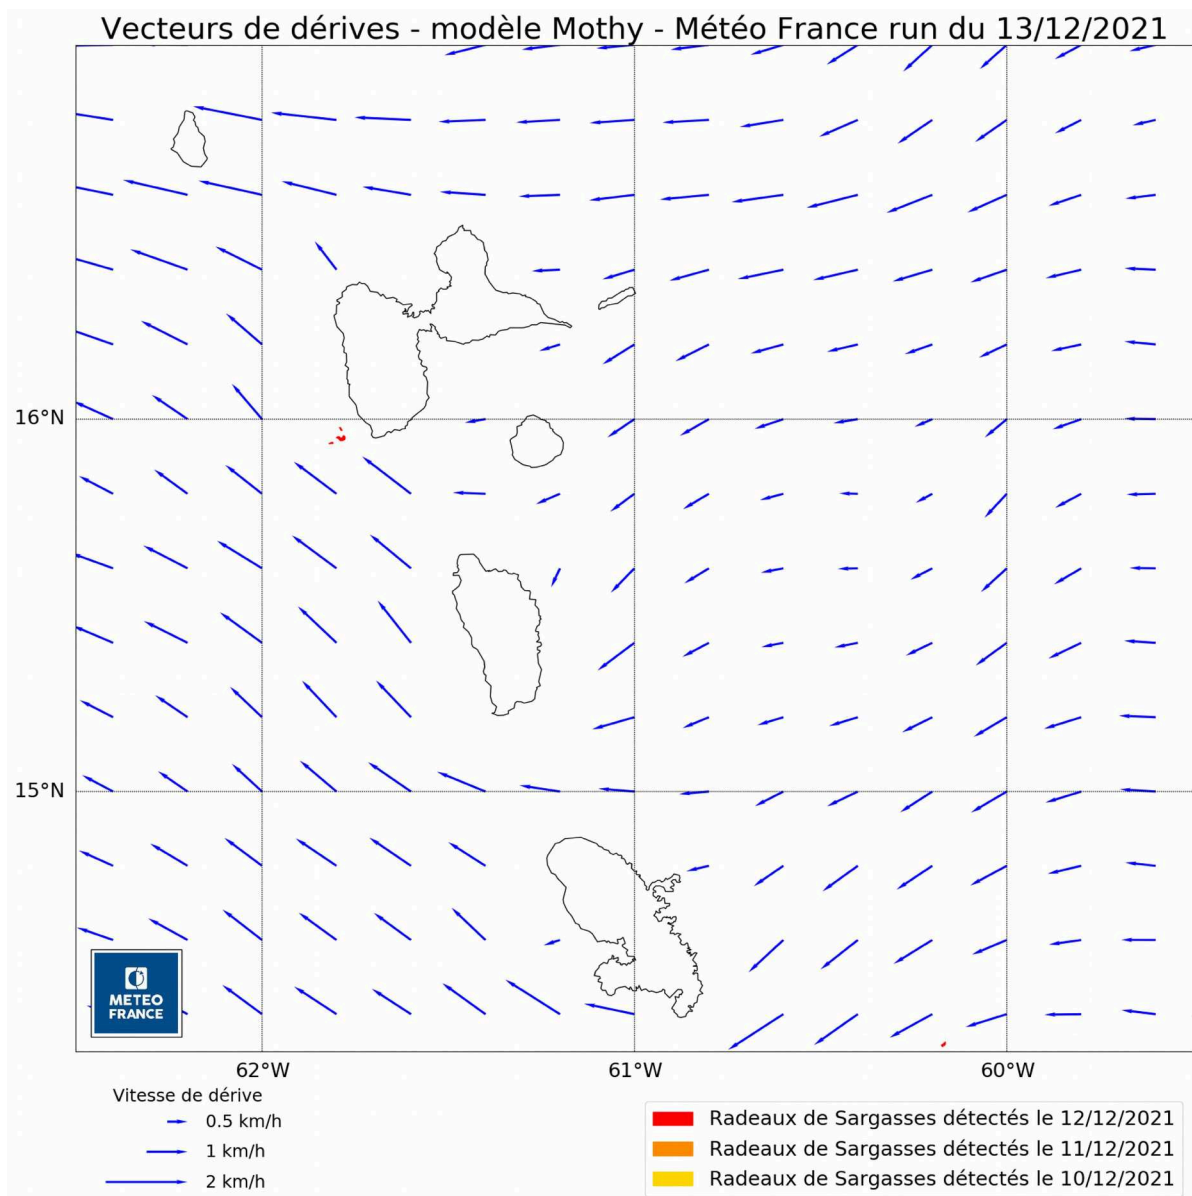 Vecteurs de dérives - modèle Mothy - Météo France run du 13/12/2021
16°N
15°N
METEO
FRANCE
62°W
61°W
60°W
Vitesse de dérive
0.5 km/h
1 km/h
2 km/h
Radeaux de Sargasses détectés le 12/12/2021
Radeaux de Sargasses détectés le 11/12/2021
Radeaux de Sargasses détectés le 10/12/2021